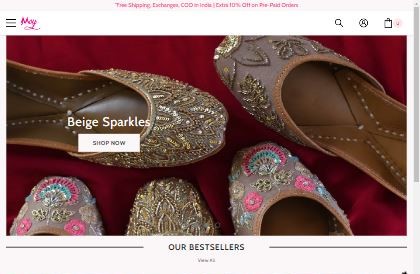 *Free Shipping, Exchanges, COD in India | Extra 10% Off on Pre-Paid Orders
0
Beige Sparkles
SHOP NOW
OUR BESTSELLERS
View All